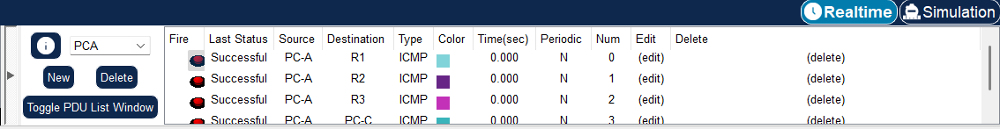 Realtime Simulation
PCA
New Delete
Toggle PDU List Window
Fire Last Status Source Destination Type Color Time(sec) Periodic Num Edit Delete
Successful PC-A R1 ICMP 0.000 N 0 (edit) (delete)
Successful PC-A R2 ICMP 0.000 N 1 (edit) (delete)
Successful PC-A R3 ICMP 0.000 N 2 (edit) (delete)
Successful PC-A PC-C ICMP 0.000 N 3 (edit) (delete)